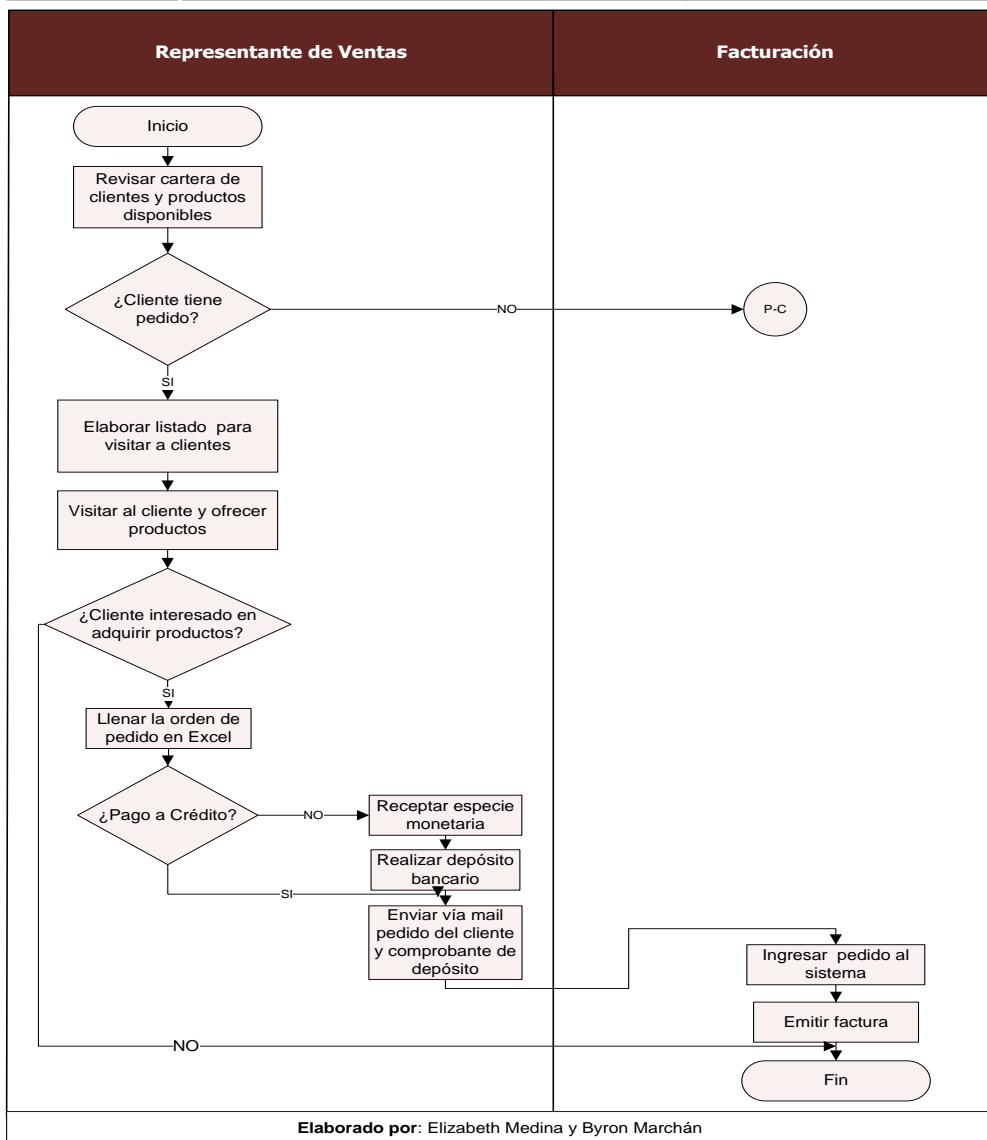 Representante de Ventas
Facturación
Inicio
Revisar cartera de
clientes y productos
disponibles
¿Cliente tiene
pedido?
NO
P-C
SI
Elaborar listado para
visitar a clientes
Visitar al cliente y ofrecer
productos
¿Cliente interesado en
adquirir productos?
SI
Llenar la orden de
pedido en Excel
¿Pago a Crédito?
NO
Receptar especie
monetaria
Realizar depósito
bancario
SI
Enviar vía mail
pedido del cliente
y comprobante de
depósito
Ingresar pedido al
sistema
Emitir factura
NO
Fin
Elaborado por: Elizabeth Medina y Byron Marchán